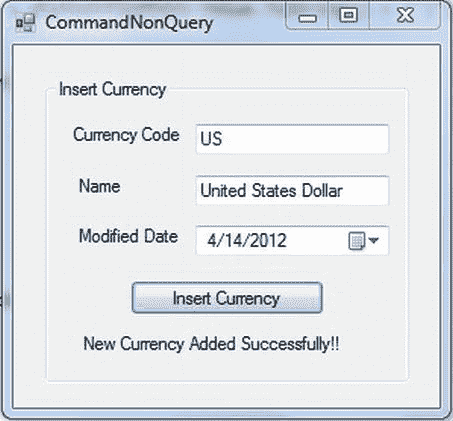 CommandNonQuery
Insert Currency
Currency Code US
Name United States Dollar
Modified Date 4/14/2012
Insert Currency
New Currency Added Successfully!!